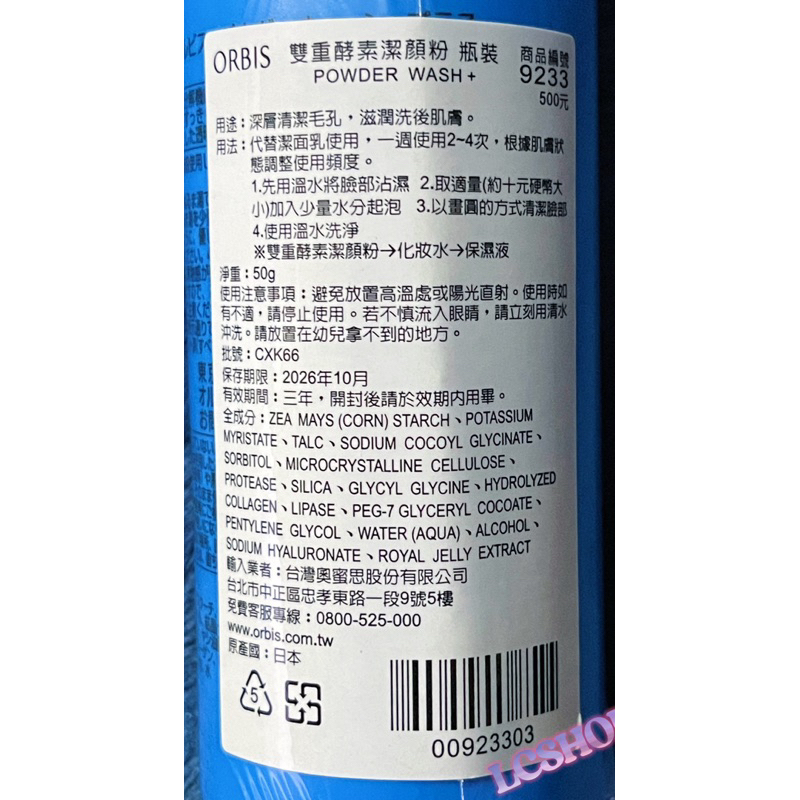 ORBIS 雙重酵素潔顏粉 瓶裝 商品編號
POWDER WASH+ 9233
500元
用途：深層清潔毛孔，滋潤洗後肌膚。
用法：代替潔面乳使用，一週使用2~4次，根據肌膚狀
態調整使用頻度。
1.先用溫水將臉部沾濕 2.取適量(約十元硬幣大
小)加入少量水分起泡 3.以畫圓的方式清潔臉部
4.使用溫水洗淨
※雙重酵素潔顏粉→化妝水→保濕液
淨重：50g
使用注意事項：避免放置高溫處或陽光直射。使用時如
有不適，請停止使用。若不慎流入眼睛，請立刻用清水
沖洗。請放置在幼兒拿不到的地方。
批號：CXK66
保存期限：2026年10月
有效期間：三年，開封後請於效期內用畢。
全成分：ZEA MAYS (CORN) STARCH、POTASSIUM
MYRISTATE、TALC、SODIUM COCOYL GLYCINATE、
SORBITOL、MICROCRYSTALLINE CELLULOSE、
PROTEASE、SILICA、GLYCYL GLYCINE、HYDROLYZED
COLLAGEN、LIPASE、PEG-7 GLYCERYL COCOATE、
PENTYLENE GLYCOL、WATER (AQUA)、ALCOHOL、
SODIUM HYALURONATE、ROYAL JELLY EXTRACT
輸入業者：台灣奧蜜思股份有限公司
台北市中正區忠孝東路一段9號5樓
免費客服專線：0800-525-000
www.orbis.com.tw
原產國：日本
5
00923303